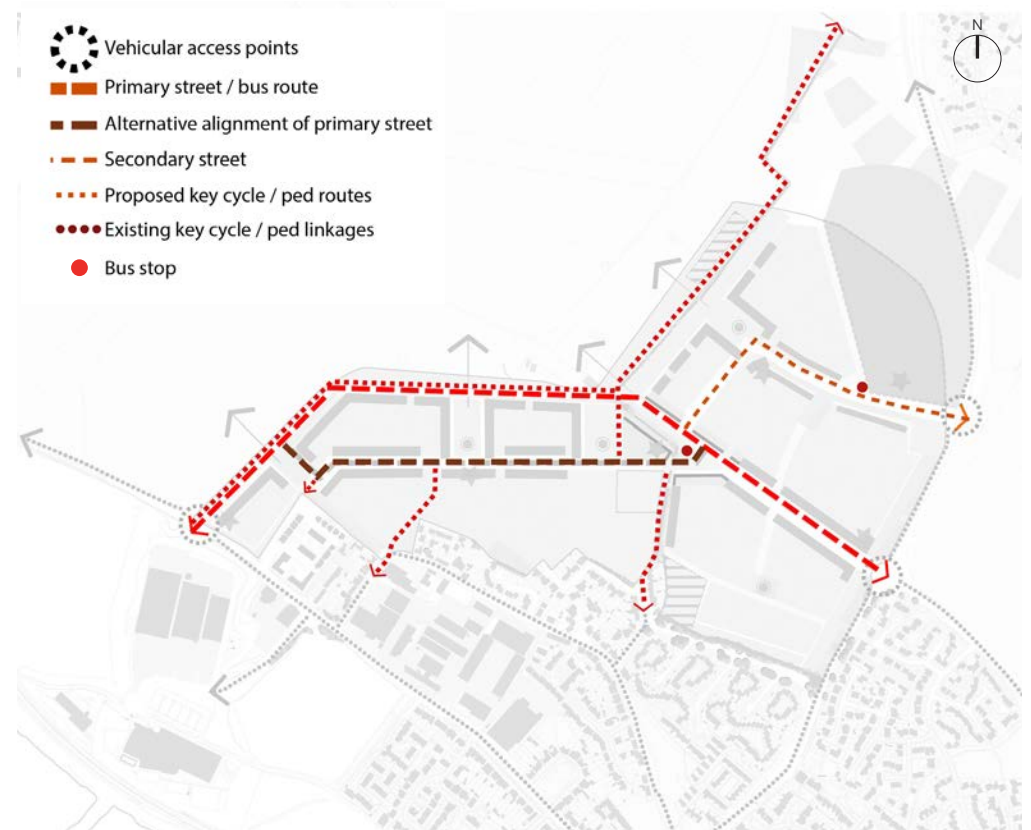 N
Vehicular access points
Primary street / bus route
Alternative alignment of primary street
Secondary street
Proposed key cycle / ped routes
Existing key cycle / ped linkages
Bus stop